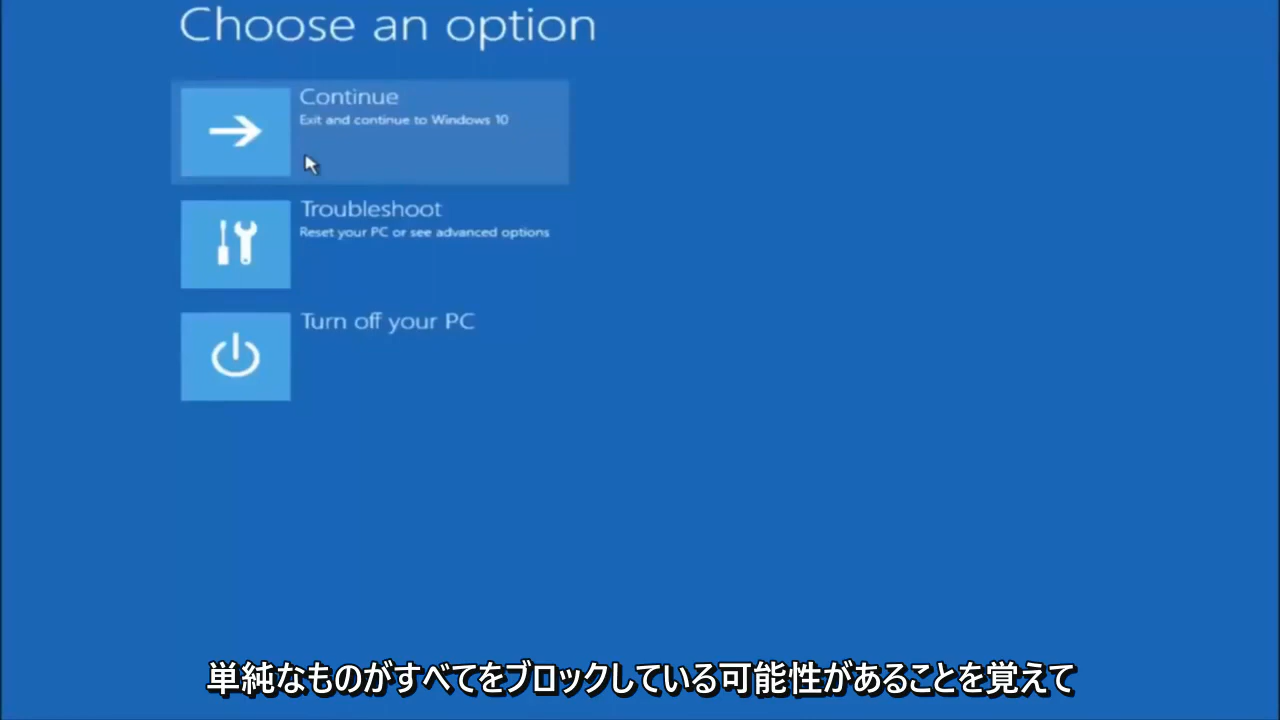 Choose an option
Continue
Exit and continue to Windows 10
Troubleshoot
Reset your PC or see advanced options
Turn off your PC
単純なものがすべてをブロックしている可能性があることを覚えて